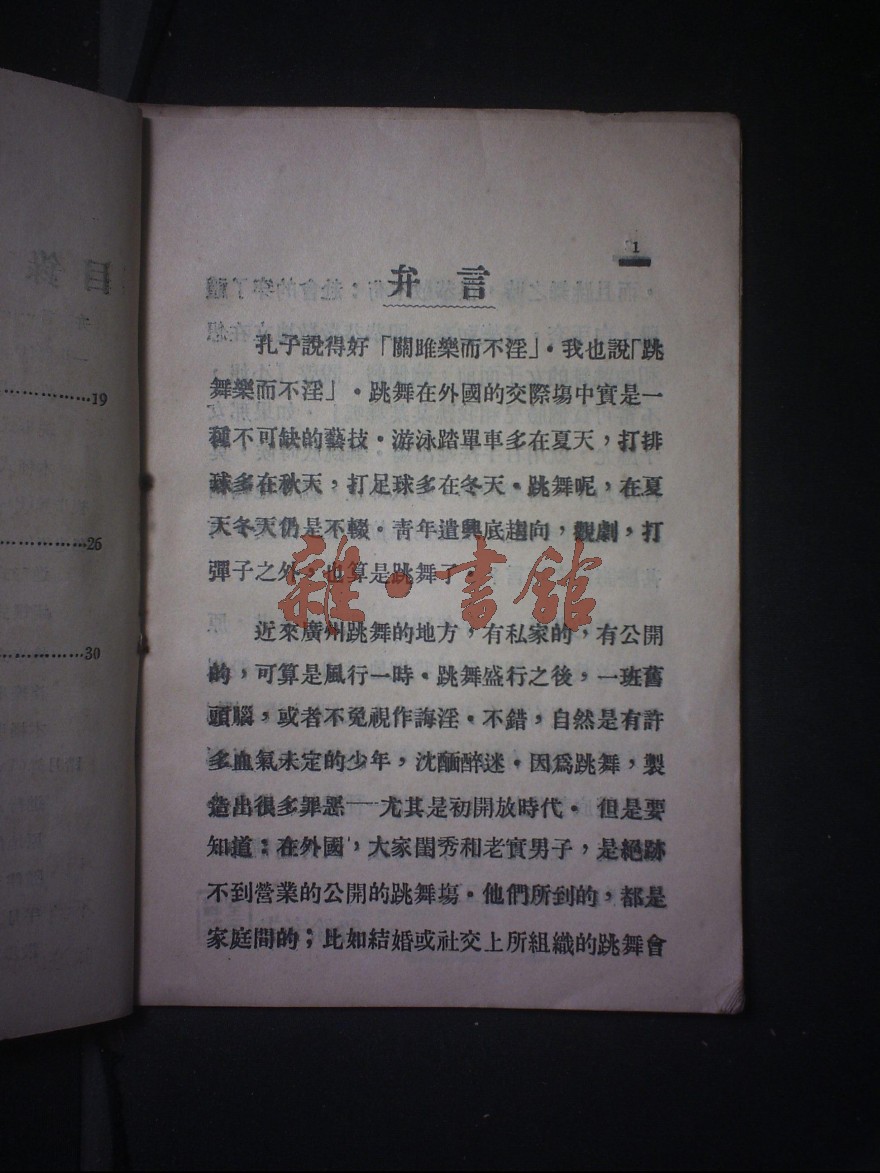 目錄
19
26
30
1
弁言
孔子說得好「關雎樂而不淫」・我也說「跳
舞樂而不淫」・跳舞在外國的交際塲中實是一
種不可缺的藝技・游泳踏單車多在夏天，打排
球多在秋天，打足球多在冬天・跳舞呢，在夏
天冬天仍是不輟・靑年遣興底趨向，觀劇，打
彈子之外，也算是跳舞了・
近來廣州跳舞的地方，有私家的，有公開
的，可算是風行一時・跳舞盛行之後，一班舊
頭腦，或者不免視作誨淫・不錯，自然是有許
多血氣未定的少年，沈酗醉迷・因爲跳舞，製
造出很多罪惡──尤其是初開放時代・但是要
知道：在外國，大家閨秀和老實男子，是絕跡
不到營業的公開的跳舞塲・他們所到的，都是
家庭間的；比如結婚或社交上所組織的跳舞會
雜・書館